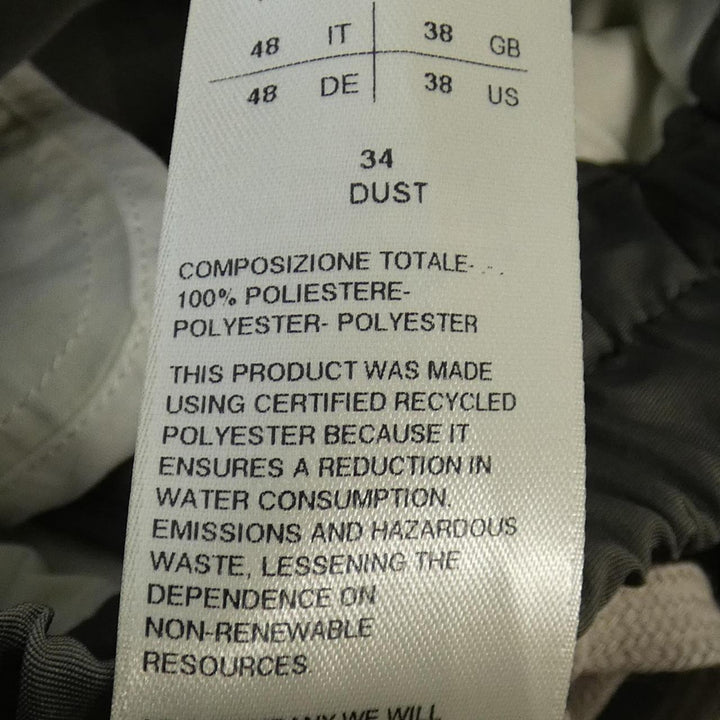 48 IT 38 GB
48 DE 38 US
34
DUST
COMPOSIZIONE TOTALE-
100% POLIESTERE-
POLYESTER- POLYESTER
THIS PRODUCT WAS MADE
USING CERTIFIED RECYCLED
POLYESTER BECAUSE IT
ENSURES A REDUCTION IN
WATER CONSUMPTION.
EMISSIONS AND HAZARDOUS
WASTE, LESSENING THE
DEPENDENCE ON
NON-RENEWABLE
RESOURCES.
WE WILL